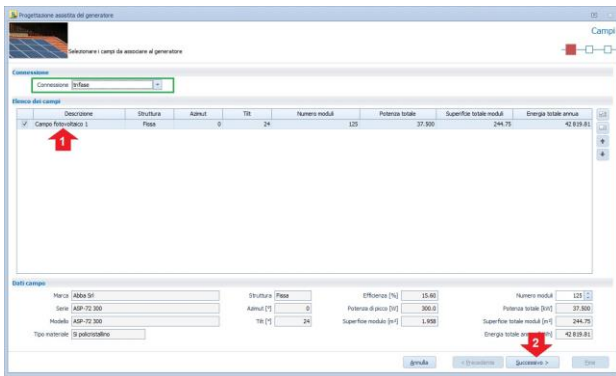 Progettazione assistita del generatore
Campi
Selezionare i campi da associare al generatore
Connessione
Connessione Trifase
Elenco dei campi
Descrizione Struttura Azimut Tilt Numero moduli Potenza totale Superficie totale moduli Energia totale annua
Campo fotovoltaico 1 Fissa 0 24 125 37.500 244.75 42 819.81
1
Dati campo
Marca Abba Srl Struttura Fissa Efficienza [%] 15.60 Numero moduli 125
Serie ASP-72 300 Azimut [°] 0 Potenza di picco [W] 300.0 Potenza totale [kW] 37.500
Modello ASP-72 300 Tilt [°] 24 Superficie modulo [m²] 1.958 Superficie totale moduli [m²] 244.75
Tipo materiale Si policristallino Energia totale 42 819.81
2
Annulla < Precedente Successivo > Fine